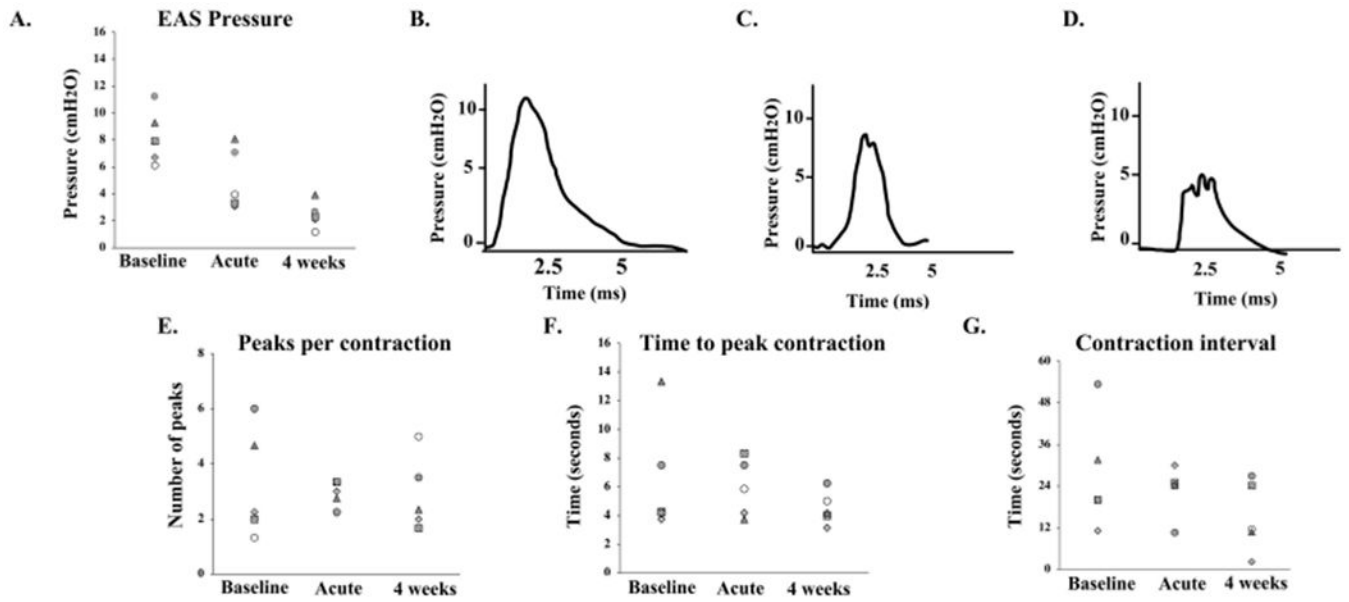 A.
EAS Pressure
Pressure (cmH2O)
16
14
12
10
8
6
4
2
0
Baseline Acute 4 weeks
B.
Pressure (cmH2O)
10
5
0
2.5 5
Time (ms)
C.
Pressure (cmH2O)
10
5
0
2.5 5
Time (ms)
D.
Pressure (cmH2O)
10
5
0
2.5 5
Time (ms)
E.
Peaks per contraction
Number of peaks
8
6
4
2
0
Baseline Acute 4 weeks
F.
Time to peak contraction
Time (seconds)
16
14
12
10
8
6
4
2
0
Baseline Acute 4 weeks
G.
Contraction interval
Time (seconds)
60
48
36
24
12
0
Baseline Acute 4 weeks